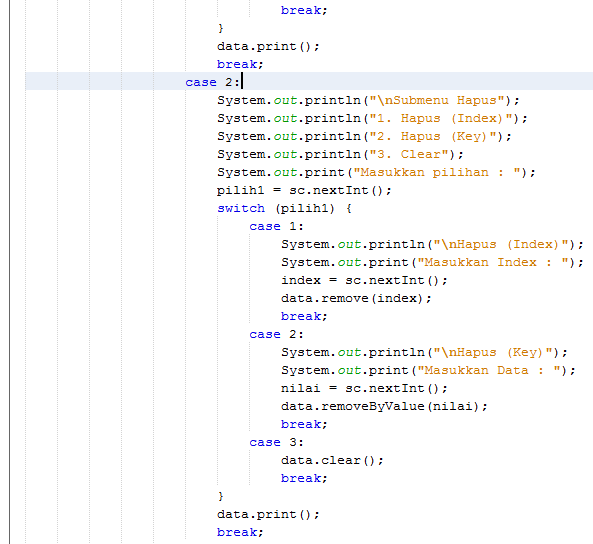 break;
}
data.print();
break;
case 2:
System.out.println("\nSubmenu Hapus");
System.out.println("1. Hapus (Index)");
System.out.println("2. Hapus (Key)");
System.out.println("3. Clear");
System.out.print("Masukkan pilihan : ");
pilih1 = sc.nextInt();
switch (pilih1) {
case 1:
System.out.println("\nHapus (Index)");
System.out.print("Masukkan Index : ");
index = sc.nextInt();
data.remove(index);
break;
case 2:
System.out.println("\nHapus (Key)");
System.out.print("Masukkan Data : ");
nilai = sc.nextInt();
data.removeByValue(nilai);
break;
case 3:
data.clear();
break;
}
data.print();
break;